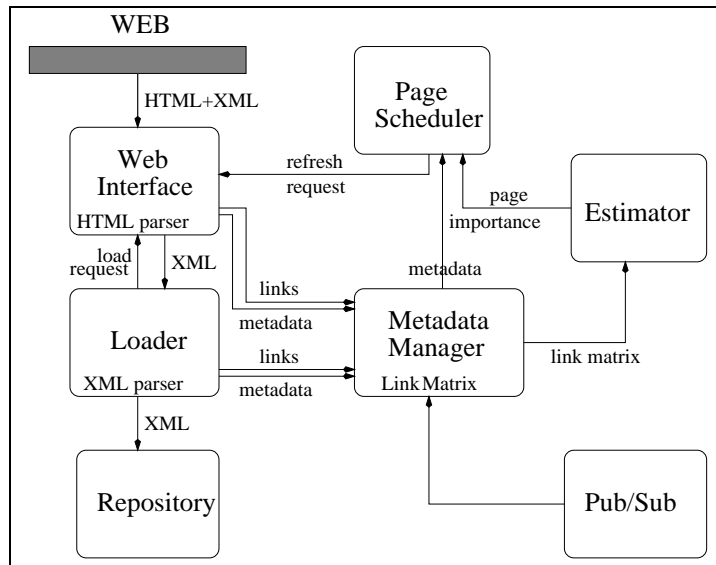 WEB
HTML+XML
Page
Scheduler
Web
Interface
HTML parser
refresh
request
page
importance
Estimator
load
request
XML
links
metadata
metadata
Loader
XML parser
links
metadata
Metadata
Manager
Link Matrix
link matrix
XML
Repository
Pub/Sub